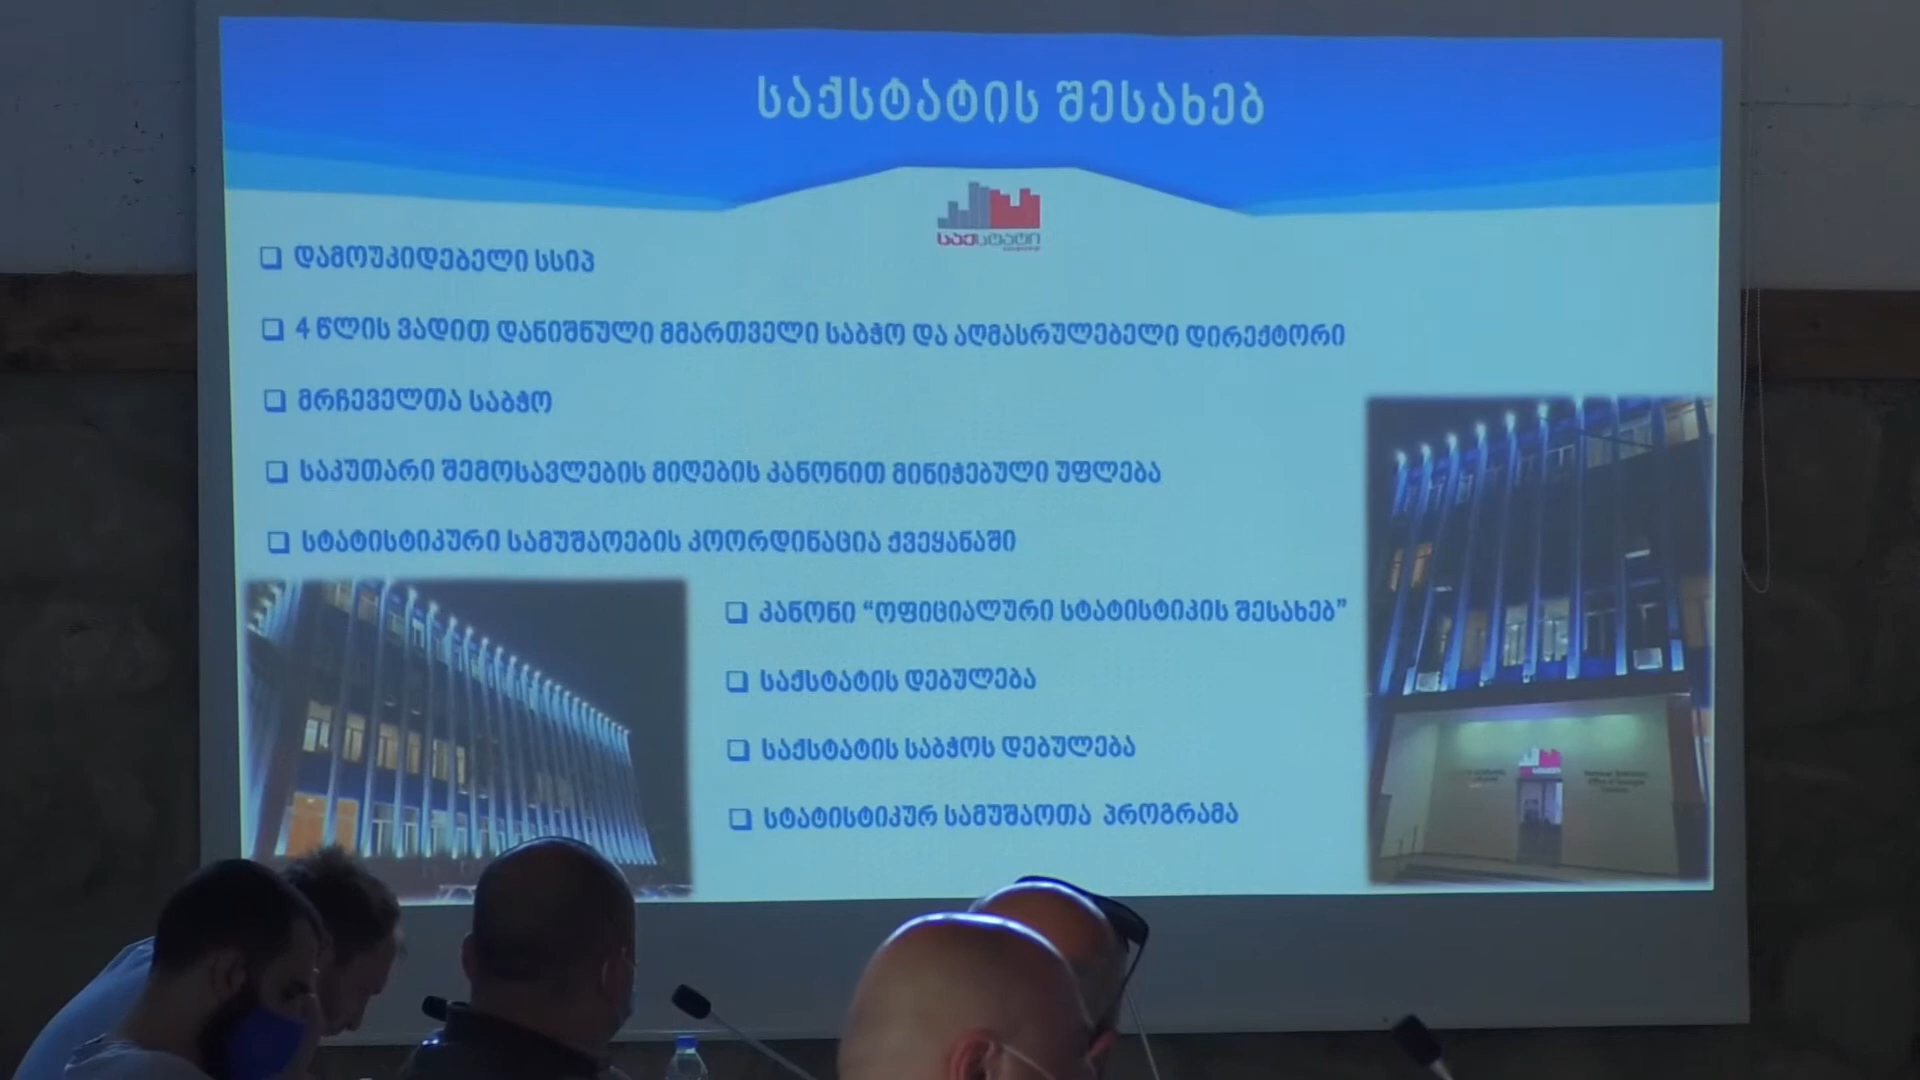 საქსტატის შესახებ
საქსტატი
დამოუკიდებელი სსიპ
4 წლის ვადით დანიშნული მმართველი საბჭო და აღმასრულებელი დირექტორი
მრჩეველთა საბჭო
საკუთარი შემოსავლების მიღების კანონით მინიჭებული უფლება
სტატისტიკური სამუშაოების კოორდინაცია ქვეყანაში
კანონი “ოფიციალური სტატისტიკის შესახებ”
საქსტატის დებულება
საქსტატის საბჭოს დებულება
სტატისტიკურ სამუშაოთა პროგრამა